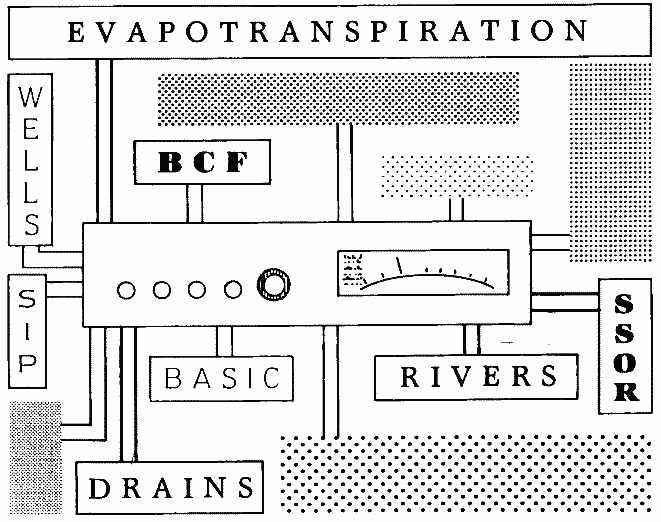 EVAPOTRANSPIRATION
WELLS
BCF
SIP
SSOR
BASIC
RIVERS
DRAINS